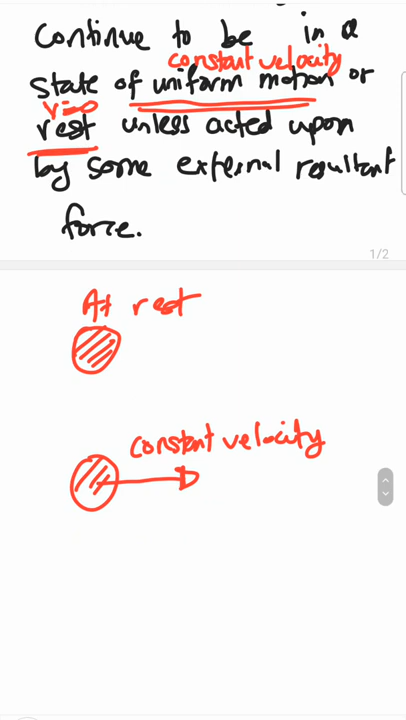 Continue to be in a
constant velocity
state of uniform motion or
v=0
rest unless acted upon
by some external resultant
force.
1/2
At rest
constant velocity